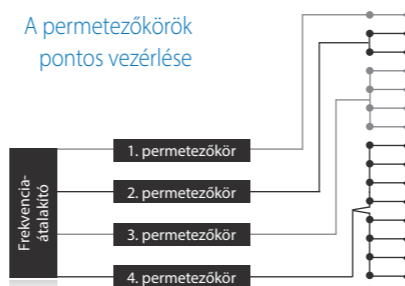 A permetezőkörök
pontos vezérlése
Frekvencia-
átalakító
1. permetezőkör
2. permetezőkör
3. permetezőkör
4. permetezőkör